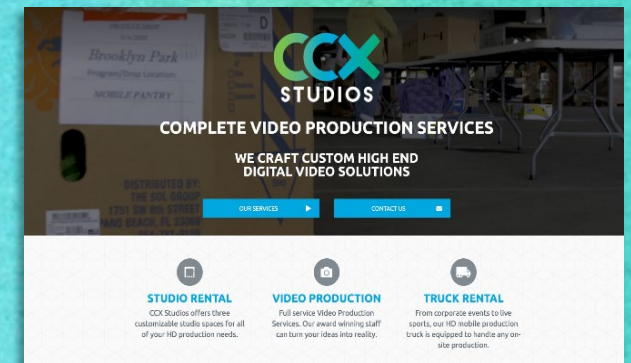 Brooklyn Park
Program/Drop Location:
MOBILE PANTRY
CCX
STUDIOS
COMPLETE VIDEO PRODUCTION SERVICES
WE CRAFT CUSTOM HIGH END
DIGITAL VIDEO SOLUTIONS
DISTRIBUTED BY:
THE SOL GROUP
OUR SERVICES
CONTACT US
STUDIO RENTAL
CCX Studios offers three
customizable studio spaces for all
of your HD production needs.
VIDEO PRODUCTION
Full service Video Production
Services. Our award winning staff
can turn your ideas into reality.
TRUCK RENTAL
From corporate events to live
sports, our HD mobile production
truck is equipped to handle any on-
site production.